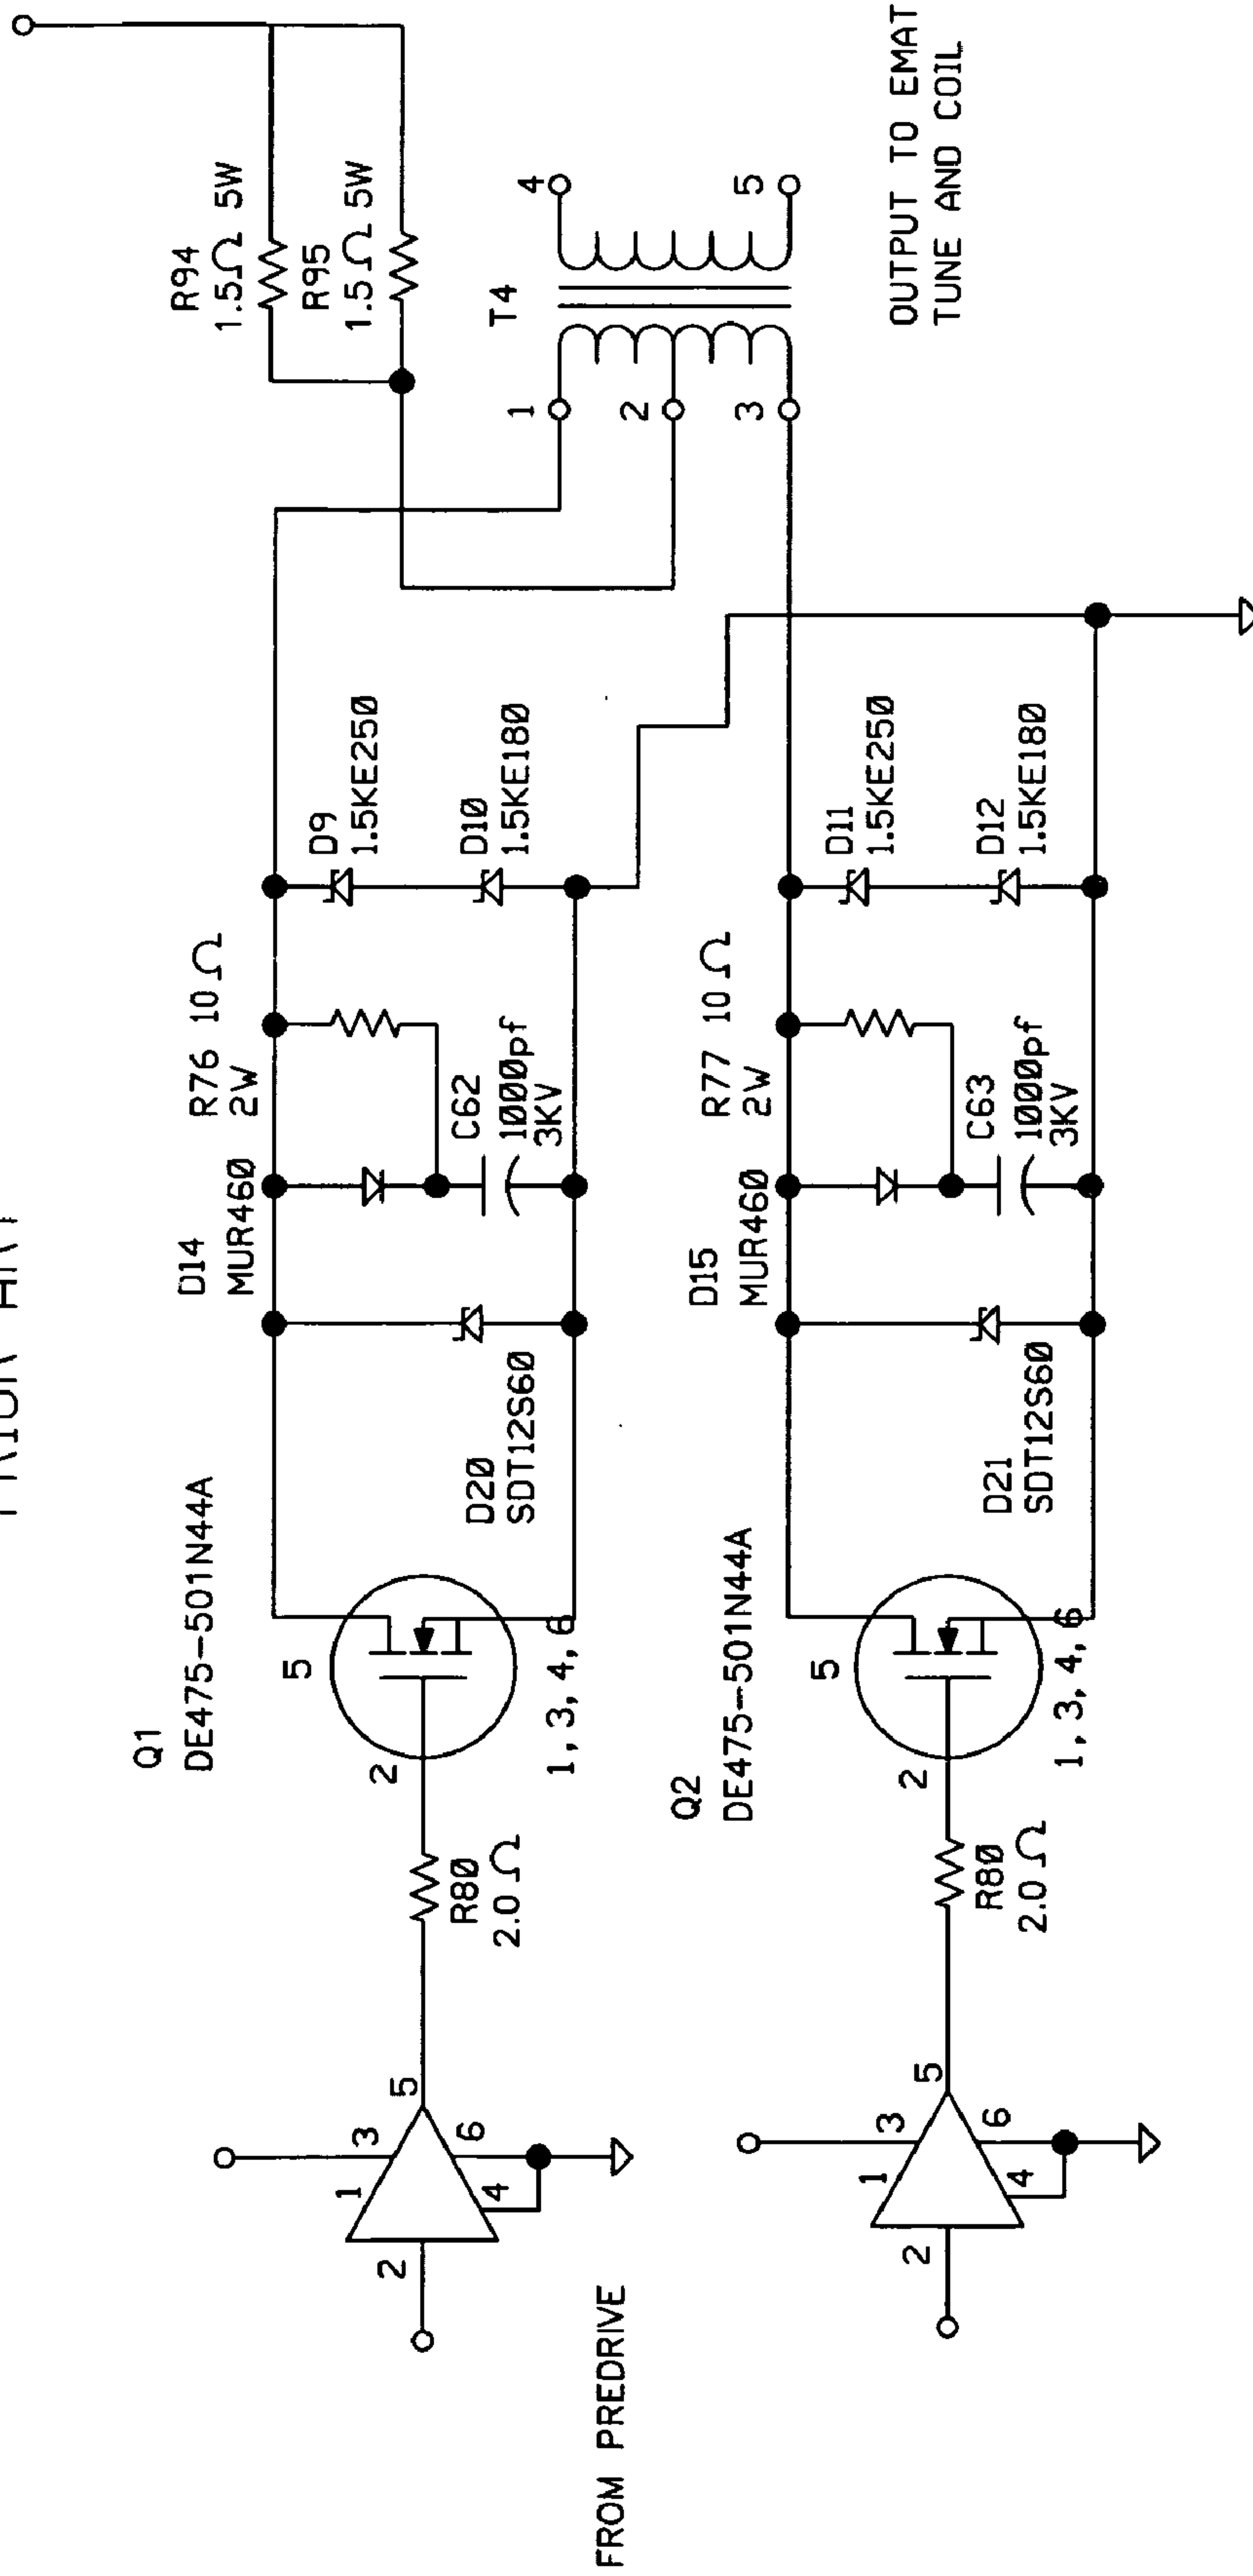 PRIOR ART
FROM PREDRIVE
2
1
3
4
6
5
R80
2.0 Ω
Q1
DE475-501N44A
2
5
1, 3, 4, 6
D20
SDT12S60
D14
MUR460
R76 10 Ω
2W
C62
1000pf
3KV
D9
1.5KE250
D10
1.5KE180
2
1
3
4
6
5
R80
2.0 Ω
Q2
DE475-501N44A
2
5
1, 3, 4, 6
D21
SDT12S60
D15
MUR460
R77 10 Ω
2W
C63
1000pf
3KV
D11
1.5KE250
D12
1.5KE180
R94
1.5Ω 5W
R95
1.5Ω 5W
T4
1
2
3
4
5
OUTPUT TO EMAT
TUNE AND COIL